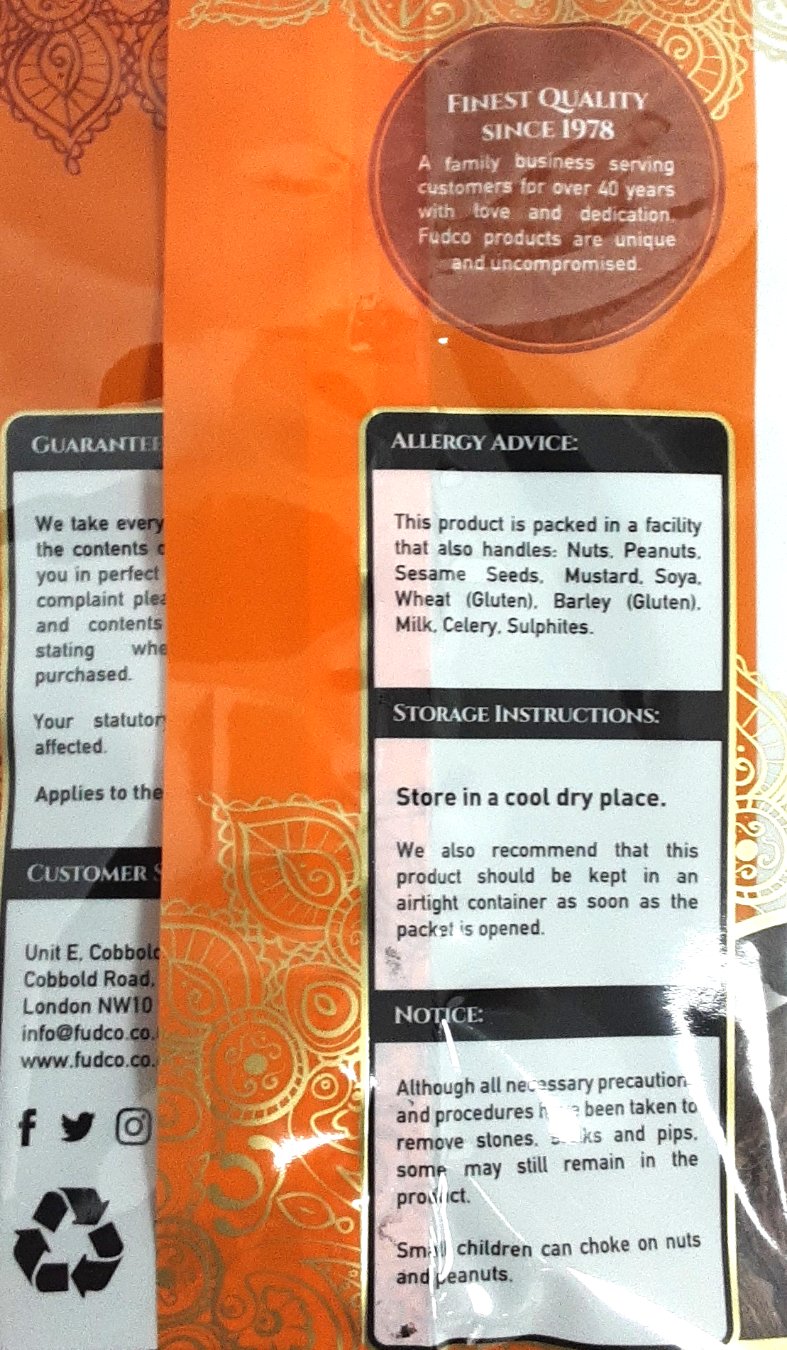 FINEST QUALITY
SINCE 1978
A family business serving
customers for over 40 years
with love and dedication.
Fudco products are unique
and uncompromised.
GUARANTEE
We take every
the contents
you in perfect
complaint
and contents
stating
purchased.
Your
affected.
Applies to the
CUSTOMER
Unit E, Cobbold
Cobbold Road,
London NW10
info@fudco.co.
www.fudco.co.
ALLERGY ADVICE:
This product is packed in a facility
that also handles: Nuts, Peanuts,
Sesame Seeds, Mustard, Soya,
Wheat (Gluten), Barley (Gluten),
Milk, Celery, Sulphites.
STORAGE INSTRUCTIONS:
Store in a cool dry place.
We also recommend that this
product should be kept in an
airtight container as soon as the
packet is opened.
NOTICE:
Although all necessary precaution
and procedures have been taken to
remove stones, and pips,
some may still remain in the
product.
Small children can choke on nuts
and peanuts.